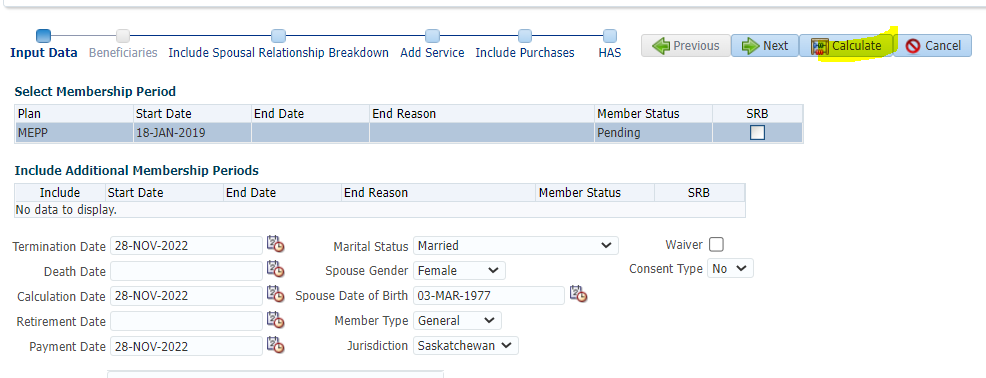 Input Data Beneficiaries Include Spousal Relationship Breakdown Add Service Include Purchases HAS Previous Next Calculate Cancel
Select Membership Period
Plan Start Date End Date End Reason Member Status SRB
MEPP 18-JAN-2019 Pending
Include Additional Membership Periods
Include Start Date End Date End Reason Member Status SRB
No data to display.
Termination Date 28-NOV-2022 Marital Status Married Waiver
Death Date Spouse Gender Female Consent Type No
Calculation Date 28-NOV-2022 Spouse Date of Birth 03-MAR-1977
Retirement Date Member Type General
Payment Date 28-NOV-2022 Jurisdiction Saskatchewan